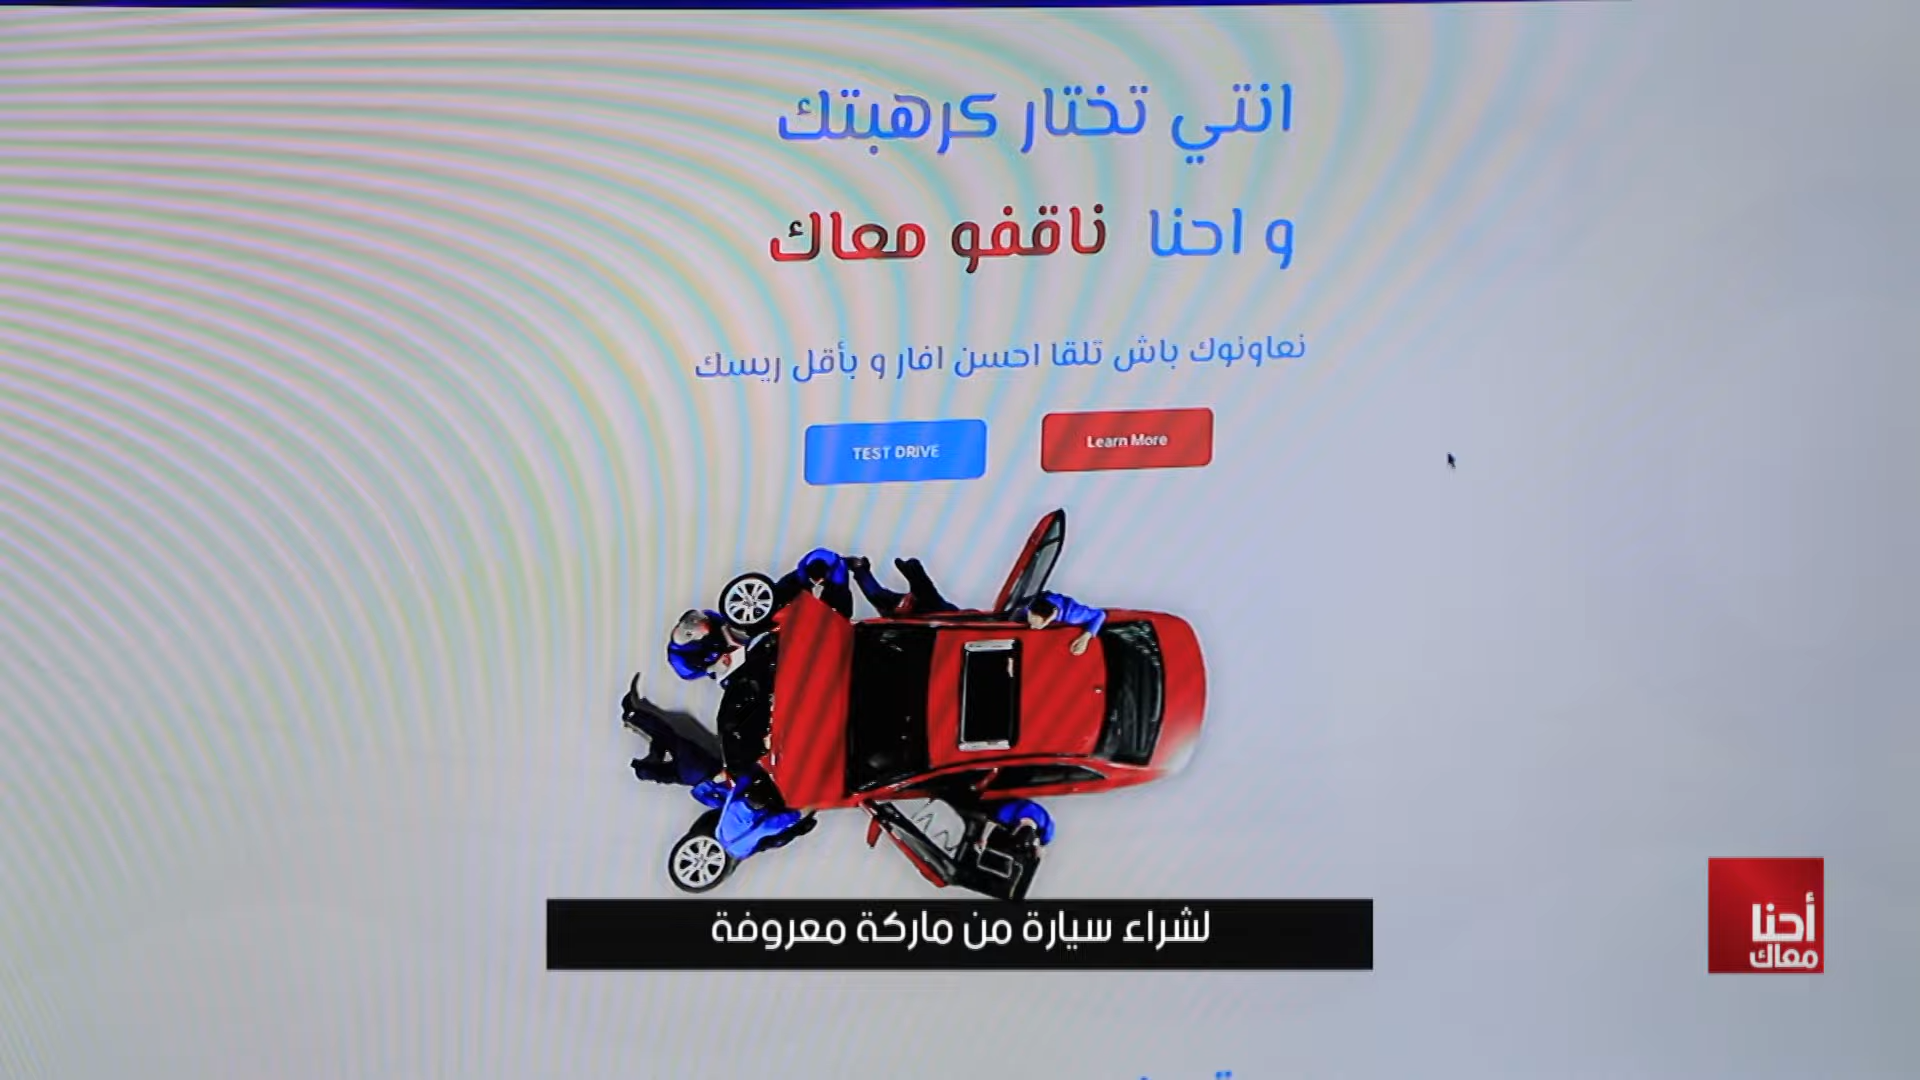 انتي تختار كرهبتك
و احنا ناقفو معاك
نعاونوك باش تلقا احسن افار و بأقل ريسك
TEST DRIVE
Learn More
لشراء سيارة من ماركة معروفة
أحنا
معاك